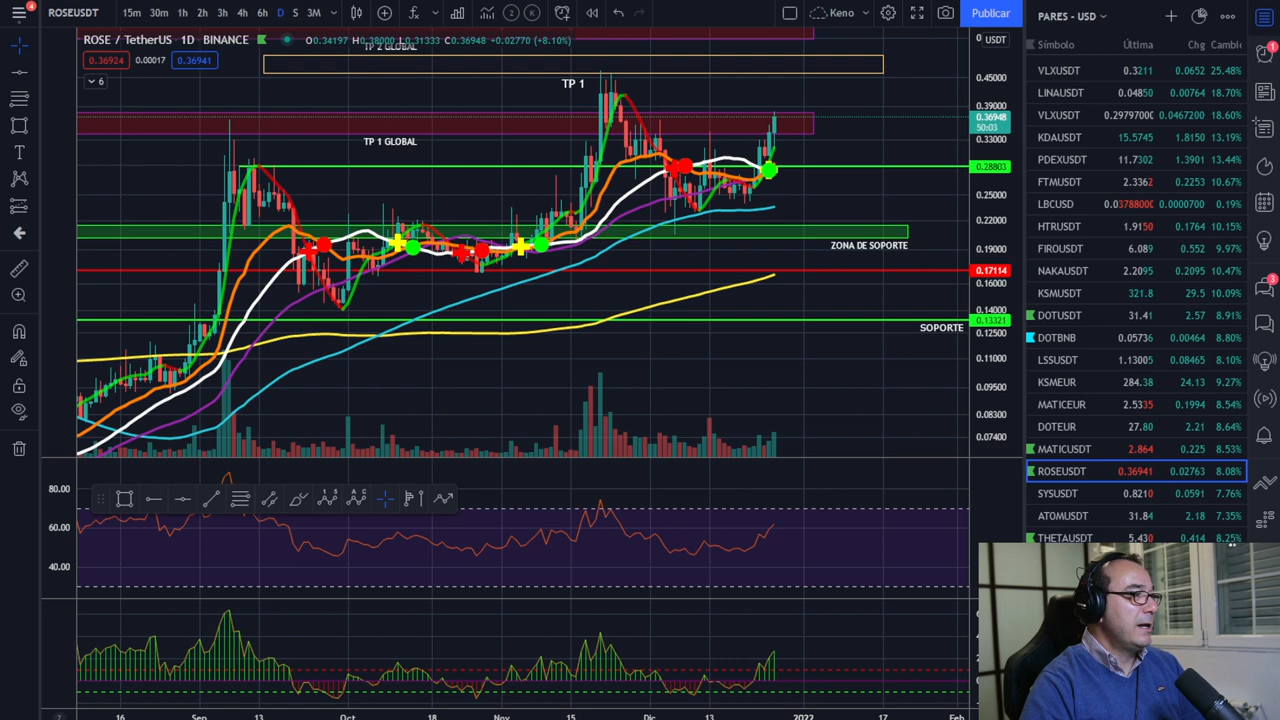 4
ROSEUSDT
15m 30m 1h 2h 3h 4h 6h D S 3M
2 K
Keno
Publicar
ROSE / TetherUS 1D BINANCE O0.34197 H0.38000 L0.31333 C0.36948 +0.02770 (+8.10%)
0.36924 0.00017 0.36941
6
TP 2 GLOBAL
TP 1
TP 1 GLOBAL
ZONA DE SOPORTE
SOPORTE
USDT
0.45000
0.39000
0.36948
50:03
0.33000
0.28803
0.25000
0.22000
0.19000
0.17114
0.16000
0.14000
0.13321
0.12500
0.11000
0.09500
0.08300
0.07400
80.00
60.00
40.00
16 Sep 13 Oct 18 Nov 15 Dic 13 2022 17 Feb
PARES - USD
Símbolo Última Chg Cambio
VLXUSDT 0.3211 0.0652 25.48%
LINAUSDT 0.04850 0.00764 18.70%
VLXUSDT 0.2979700 0.0467200 18.60%
KDAUSDT 15.5745 1.8150 13.19%
PDEXUSDT 11.7302 1.3901 13.44%
FTMUSDT 2.3362 0.2253 10.67%
LBCUSD 0.0378800 0.0000700 0.19%
HTRUSDT 1.9150 0.1764 10.15%
FIROUSDT
NAKAUSDT 2.2095 0.2095 10.47%
KSMUSDT 321.8 29.5 10.09%
DOTUSDT 31.41 2.57 8.91%
DOTBNB 0.05736 0.00464 8.80%
LSSUSDT 1.13005 0.08465 8.10%
KSMEUR 284.38 24.13 9.27%
MATICEUR 2.5335 0.1994 8.54%
DOTEUR 27.80 2.21 8.64%
MATICUSDT 2.864 0.225 8.53%
ROSEUSDT 0.36941 0.02763 8.08%
SYSUSDT 0.8210 0.0591 7.76%
ATOMUSDT 31.84 2.18 7.35%
THETAUSDT 5.430 0.414 8.25%
1
3